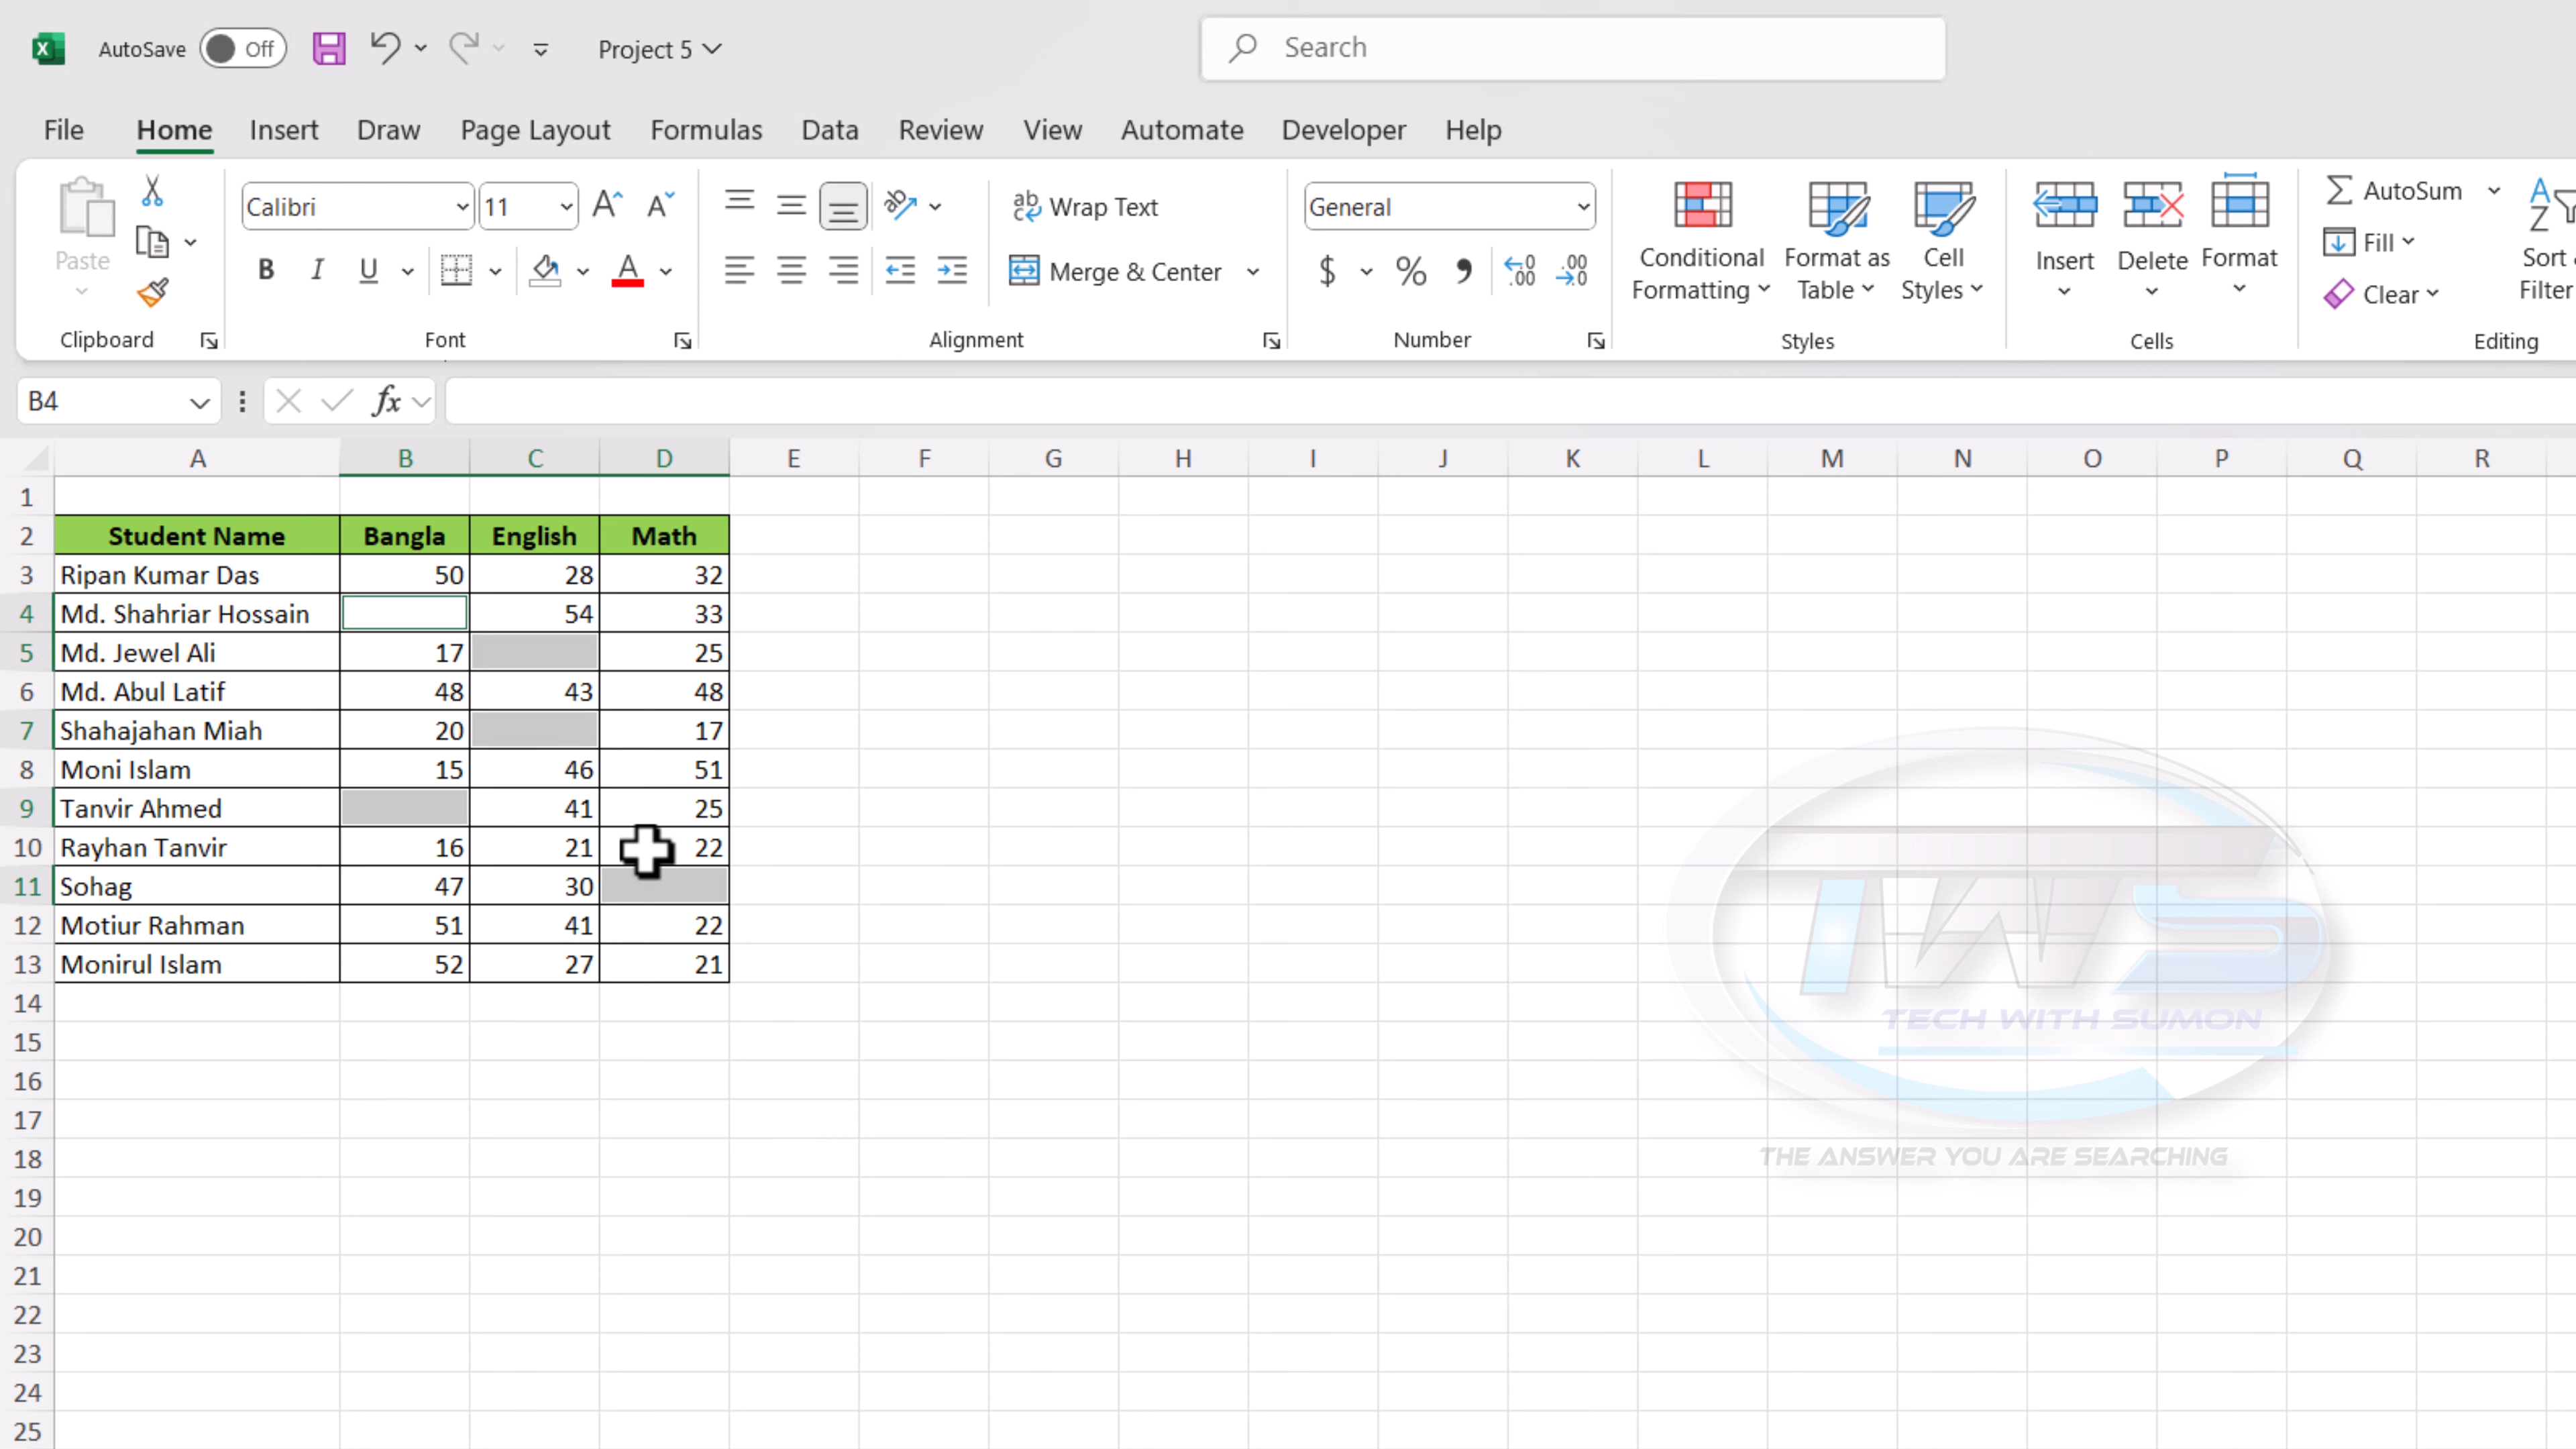 AutoSave Off Project 5 Search
File Home Insert Draw Page Layout Formulas Data Review View Automate Developer Help
Paste
Clipboard
Calibri 11
B I U A
Font
Wrap Text
Merge & Center
Alignment
General
$ % , .00
Number
Conditional Formatting
Format as Table
Cell Styles
Styles
Insert
Delete
Format
Cells
AutoSum
Fill
Clear
Sort
Filter
Editing
B4 fx
A B C D E F G H I J K L M N O P Q R
1
2 Student Name Bangla English Math
3 Ripan Kumar Das 50 28 32
4 Md. Shahriar Hossain 54 33
5 Md. Jewel Ali 17 25
6 Md. Abul Latif 48 43 48
7 Shahajahan Miah 20 17
8 Moni Islam 15 46 51
9 Tanvir Ahmed 41 25
10 Rayhan Tanvir 16 21 22
11 Sohag 47 30
12 Motiur Rahman 51 41 22
13 Monirul Islam 52 27 21
14
15
16
17
18
19
20
21
22
23
24
25
TWS
TECH WITH SUMON
THE ANSWER YOU ARE SEARCHING